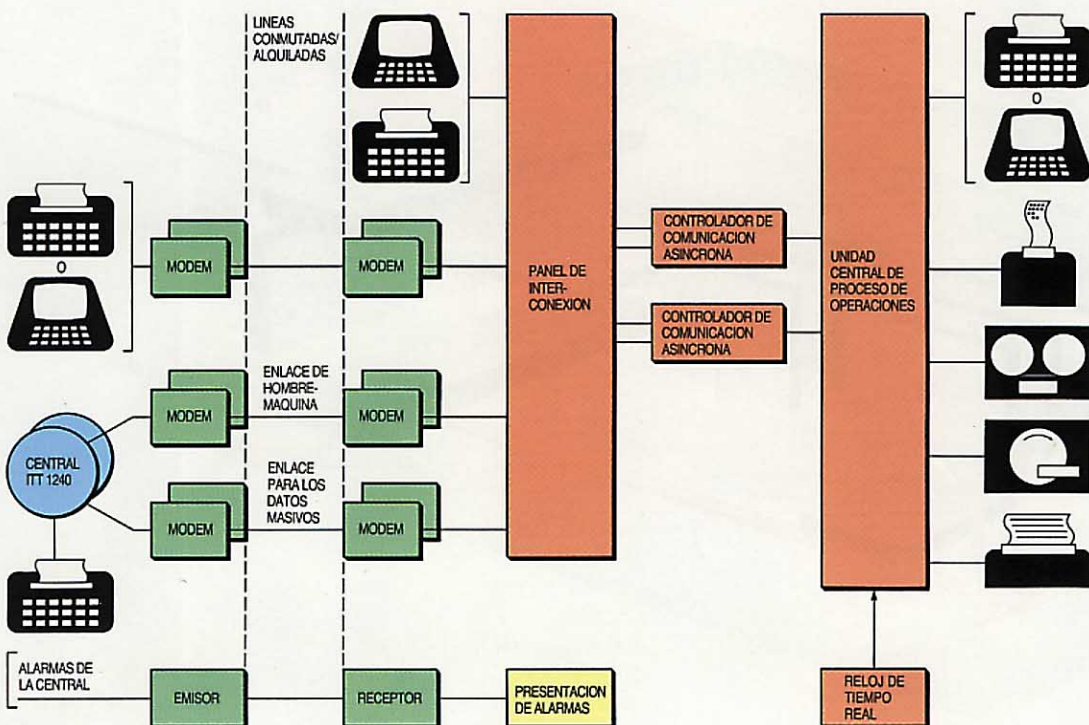 LINEAS
CONMUTADAS/
ALQUILADAS
O
MODEM
MODEM
O
PANEL DE
INTER-
CONEXION
CONTROLADOR DE
COMUNICACION
ASINCRONA
CONTROLADOR DE
COMUNICACION
ASINCRONA
UNIDAD
CENTRAL DE
PROCESO DE
OPERACIONES
ENLACE DE
HOMBRE-
MAQUINA
MODEM
MODEM
CENTRAL
ITT 1240
ENLACE
PARA LOS
DATOS
MASIVOS
MODEM
MODEM
ALARMAS DE
LA CENTRAL
EMISOR
RECEPTOR
PRESENTACION
DE ALARMAS
RELOJ DE
TIEMPO
REAL